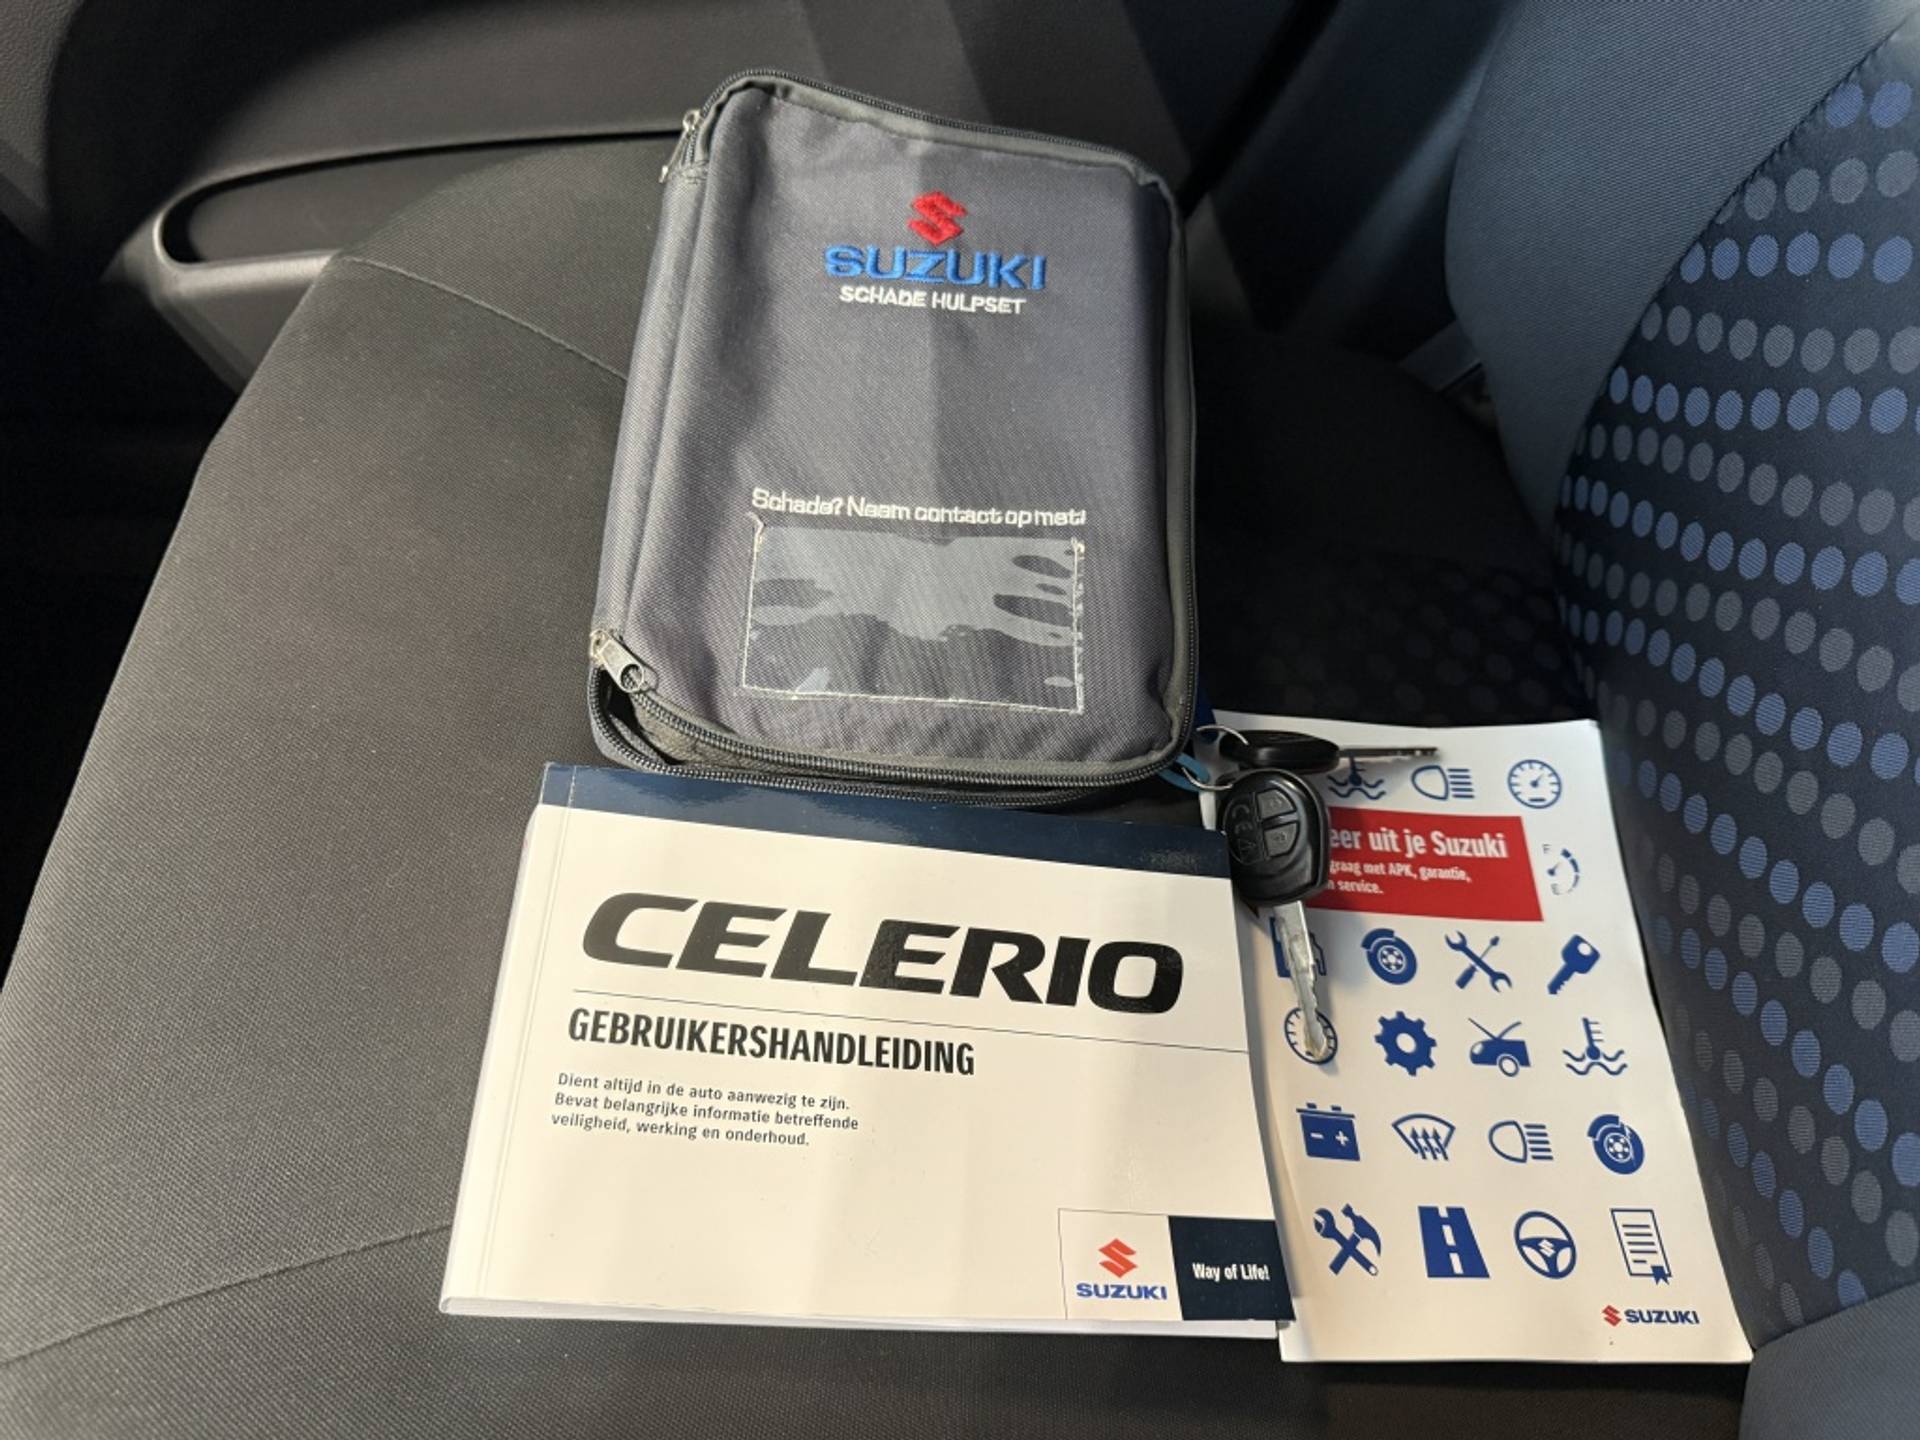 SUZUKI
SCHADE HULPSET
Schade? Neem contact op met:
CELERIO
GEBRUIKERSHANDLEIDING
Dient altijd in de auto aanwezig te zijn.
Bevat belangrijke informatie betreffende
veiligheid, werking en onderhoud.
SUZUKI
Way of Life!
uit je Suzuki
met APK, garantie,
service.
F
E
SUZUKI